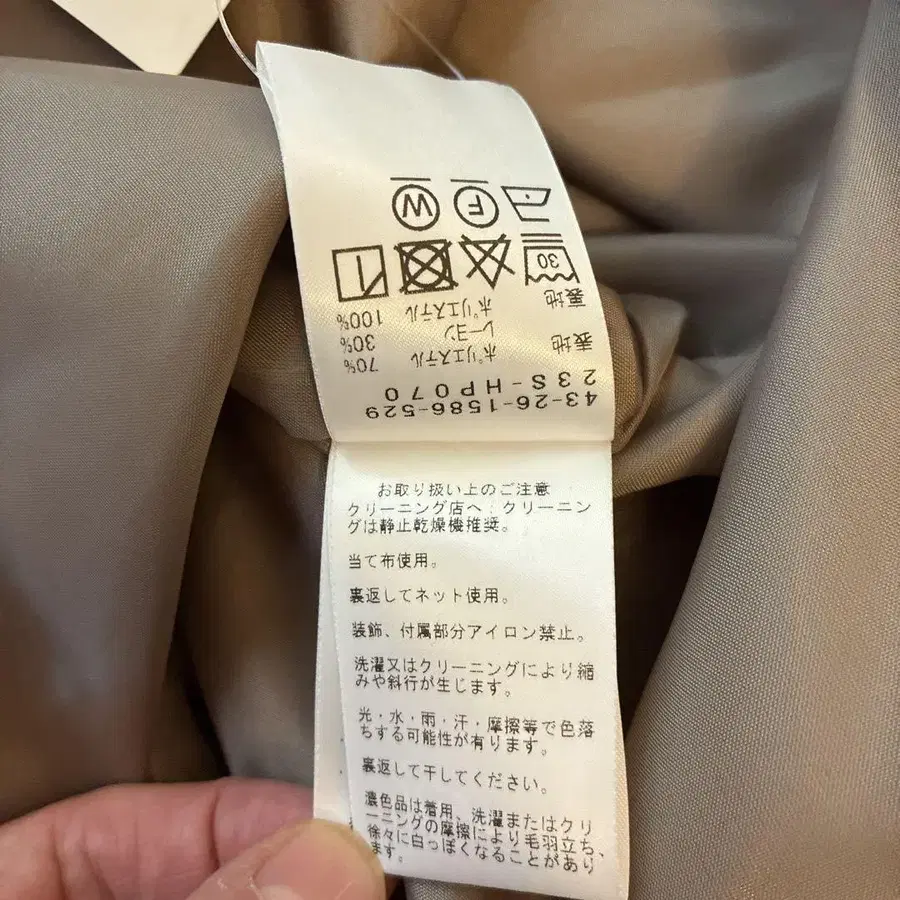 43-26-1586-529
23S-HP070
表地 ポリエステル 70%
レーヨン 30%
裏地 ポリエステル 100%
30
F W
お取り扱い上のご注意
クリーニング店へ:クリーニン
グは静止乾燥機推奨。
当て布使用。
裏返してネット使用。
装飾、付属部分アイロン禁止。
洗濯又はクリーニングにより縮
みや斜行が生じます。
光・水・雨・汗・摩擦等で色落
ちする可能性が有ります。
裏返して干してください。
濃色品は着用、洗濯またはクリ
ーニングの摩擦により毛羽立ち、
徐々に白っぽくなることがあり
ます。